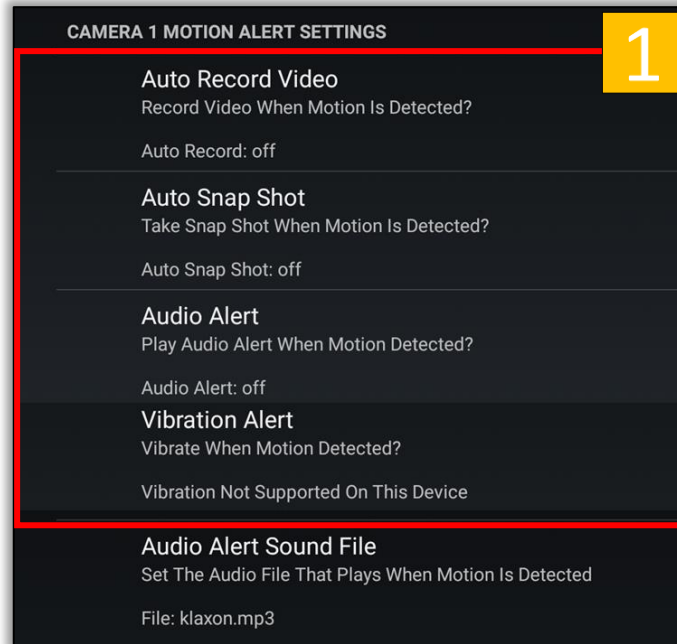 CAMERA 1 MOTION ALERT SETTINGS
1
Auto Record Video
Record Video When Motion Is Detected?
Auto Record: off
Auto Snap Shot
Take Snap Shot When Motion Is Detected?
Auto Snap Shot: off
Audio Alert
Play Audio Alert When Motion Detected?
Audio Alert: off
Vibration Alert
Vibrate When Motion Detected?
Vibration Not Supported On This Device
Audio Alert Sound File
Set The Audio File That Plays When Motion Is Detected
File: klaxon.mp3